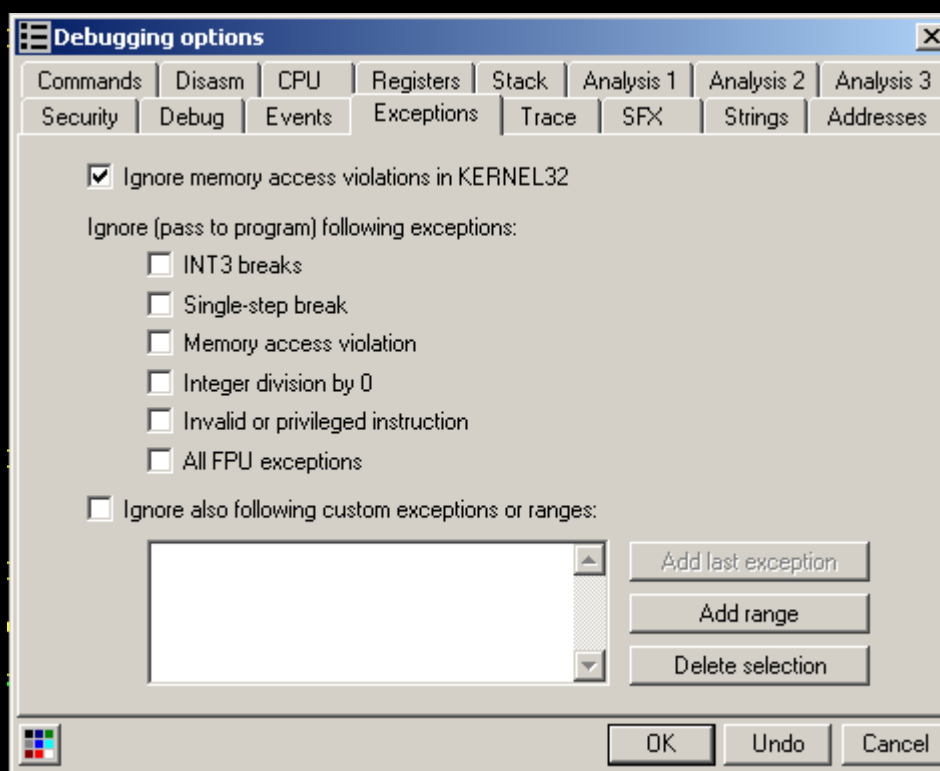 Debugging options
Commands Disasm CPU Registers Stack Analysis 1 Analysis 2 Analysis 3
Security Debug Events Exceptions Trace SFX Strings Addresses
Ignore memory access violations in KERNEL32
Ignore (pass to program) following exceptions:
INT3 breaks
Single-step break
Memory access violation
Integer division by 0
Invalid or privileged instruction
All FPU exceptions
Ignore also following custom exceptions or ranges:
Add last exception
Add range
Delete selection
OK Undo Cancel